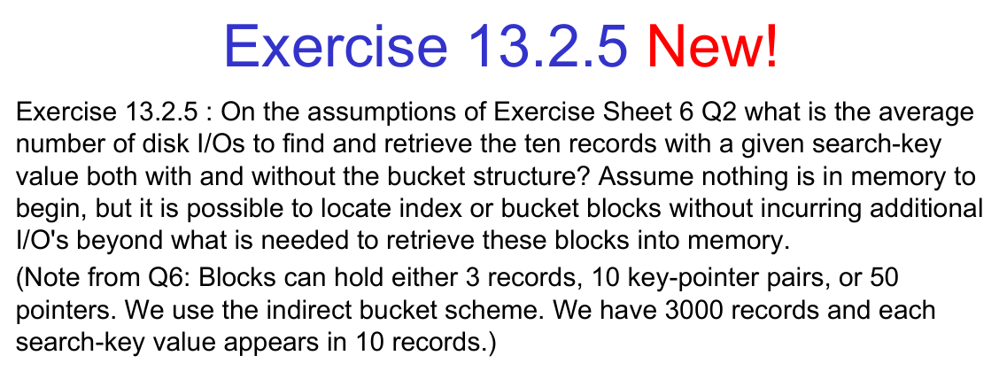 Exercise 13.2.5 New!
Exercise 13.2.5 : On the assumptions of Exercise Sheet 6 Q2 what is the average
number of disk I/Os to find and retrieve the ten records with a given search-key
value both with and without the bucket structure? Assume nothing is in memory to
begin, but it is possible to locate index or bucket blocks without incurring additional
I/O's beyond what is needed to retrieve these blocks into memory.
(Note from Q6: Blocks can hold either 3 records, 10 key-pointer pairs, or 50
pointers. We use the indirect bucket scheme. We have 3000 records and each
search-key value appears in 10 records.)